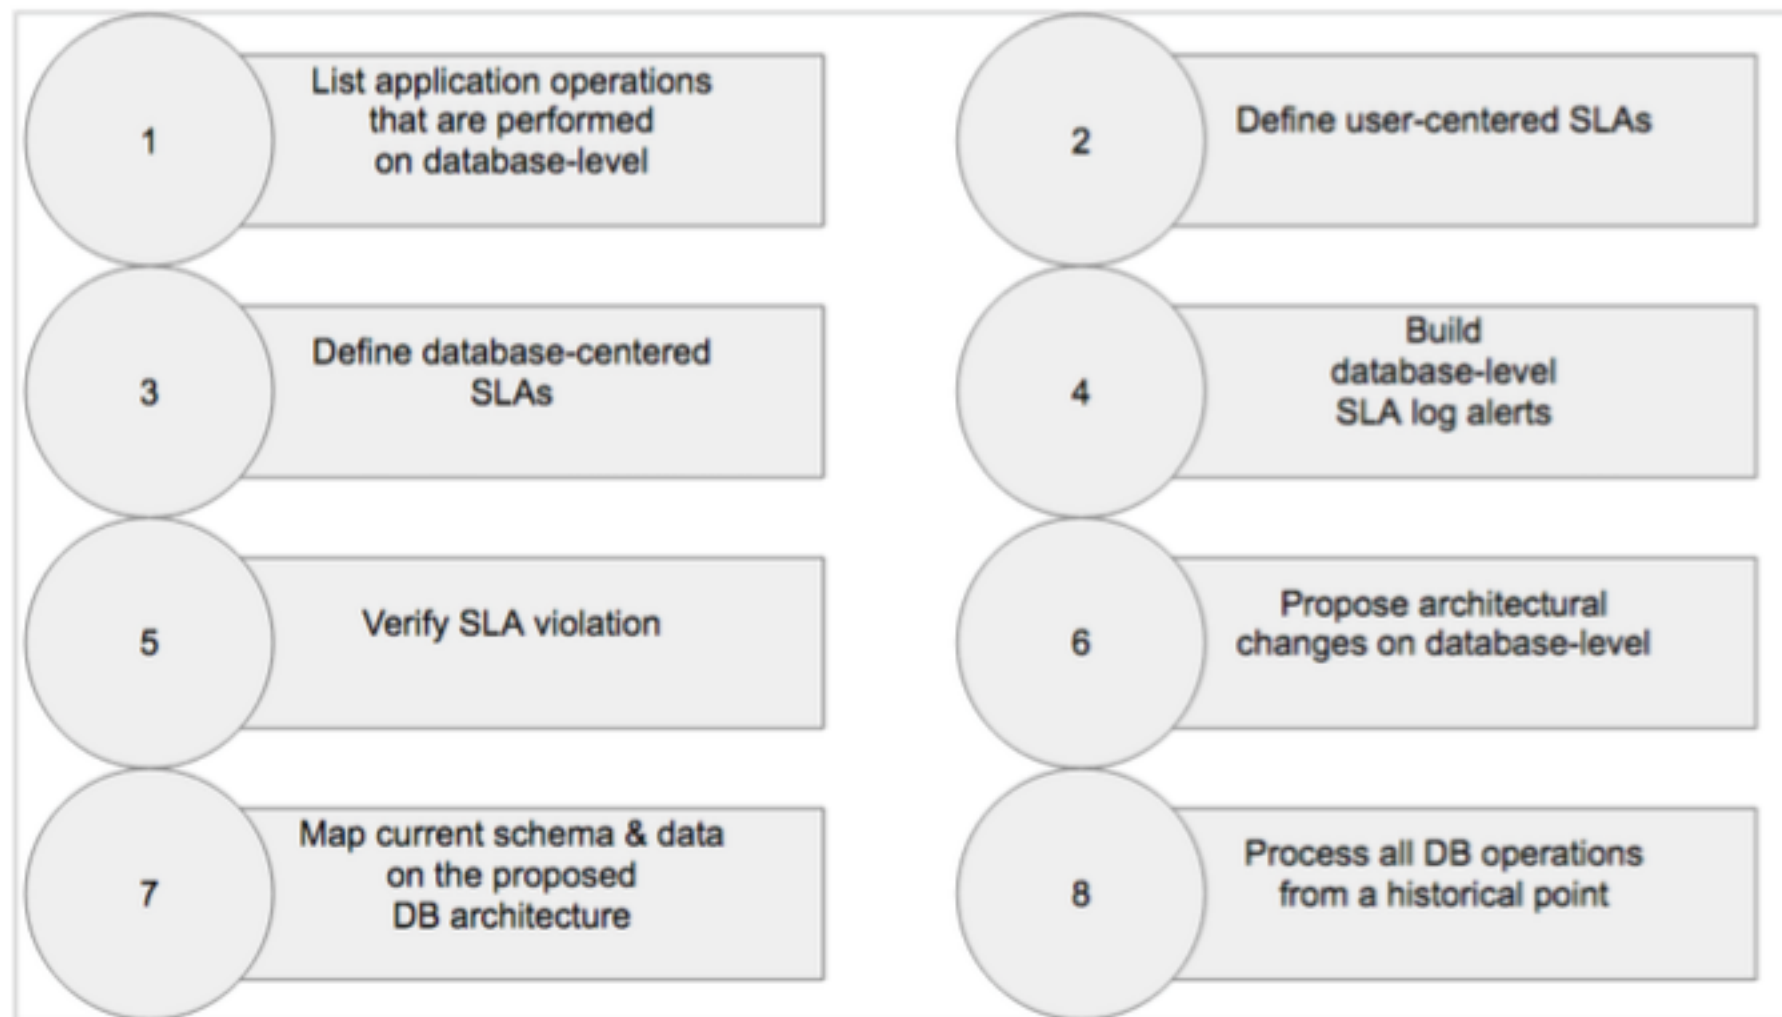 1
List application operations
that are performed
on database-level
2
Define user-centered SLAs
3
Define database-centered
SLAs
4
Build
database-level
SLA log alerts
5
Verify SLA violation
6
Propose architectural
changes on database-level
7
Map current schema & data
on the proposed
DB architecture
8
Process all DB operations
from a historical point